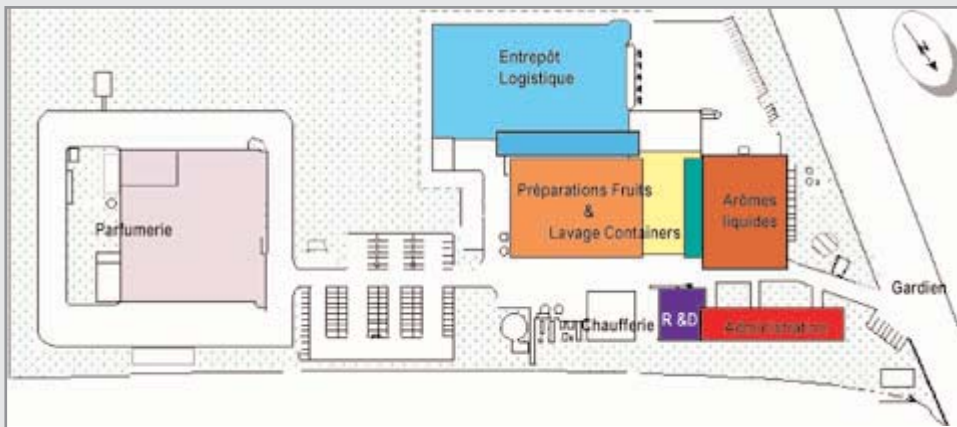 Entrepôt
Logistique
N
Préparations Fruits
&
Lavage Containers
Arômes
liquides
Parfumerie
Gardien
Chaufferie
R &D
Administration